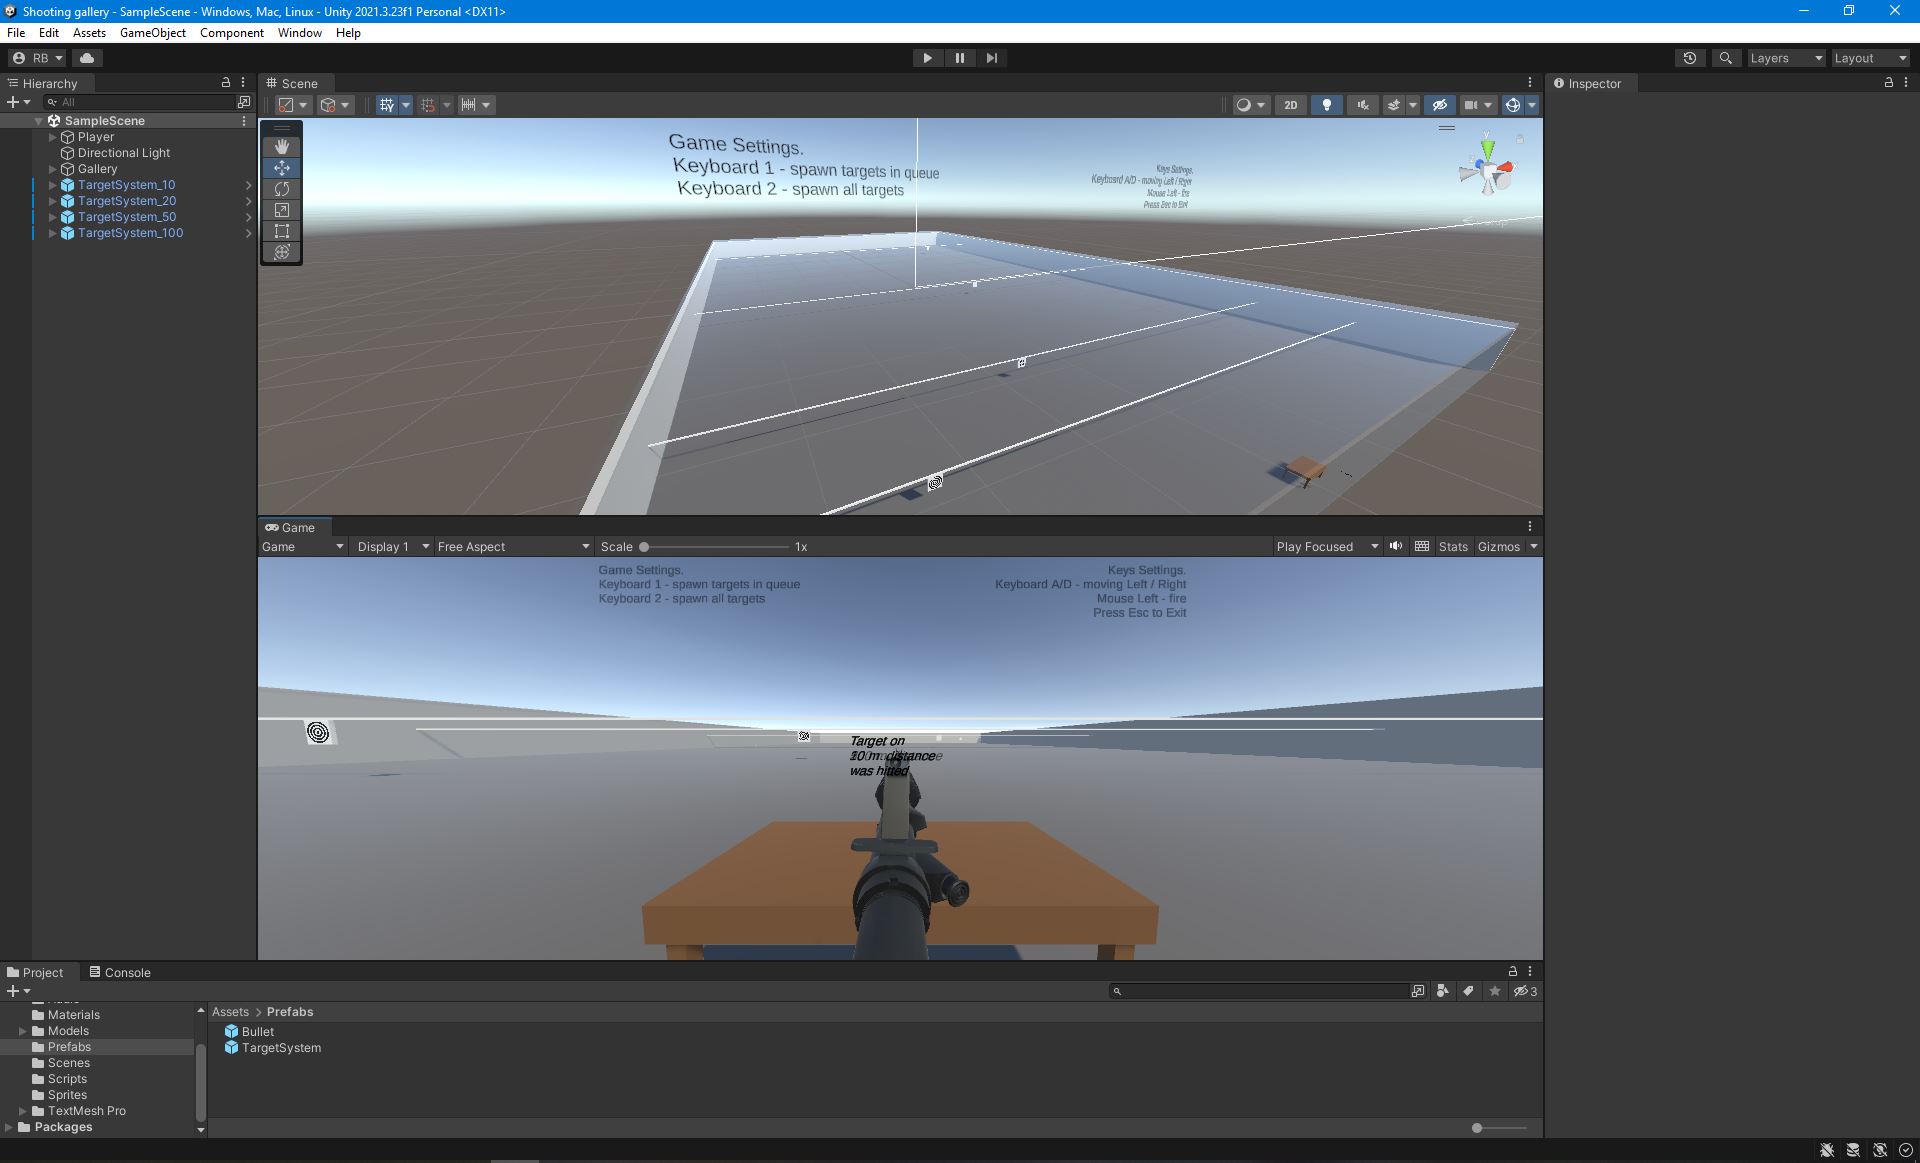 Shooting gallery - SampleScene - Windows, Mac, Linux - Unity 2021.3.23f1 Personal <DX11>
File Edit Assets GameObject Component Window Help
RB
Layers
Layout
Hierarchy
All
SampleScene
Player
Directional Light
Gallery
TargetSystem_10
TargetSystem_20
TargetSystem_50
TargetSystem_100
Scene
2D
Game Settings.
Keyboard 1 - spawn targets in queue
Keyboard 2 - spawn all targets
Keys Settings.
Keyboard A/D - moving Left / Right
Mouse Left - fire
Press Esc to Exit
y
Inspector
Game
Game Display 1 Free Aspect Scale 1x Play Focused Stats Gizmos
Game Settings.
Keyboard 1 - spawn targets in queue
Keyboard 2 - spawn all targets
Keys Settings.
Keyboard A/D - moving Left / Right
Mouse Left - fire
Press Esc to Exit
Target on
m. distance
was hitted
Project Console
3
Materials
Models
Prefabs
Scenes
Scripts
Sprites
TextMesh Pro
Packages
Assets > Prefabs
Bullet
TargetSystem